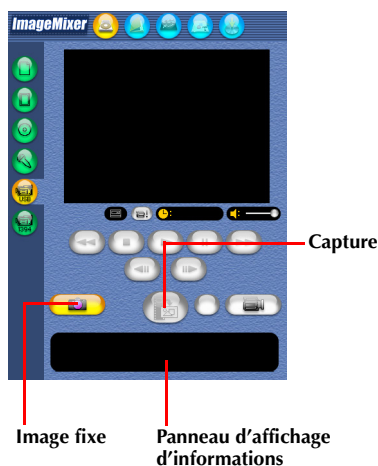 ImageMixer
USB
1394
Capture
Image fixe
Panneau d'affichage
d'informations